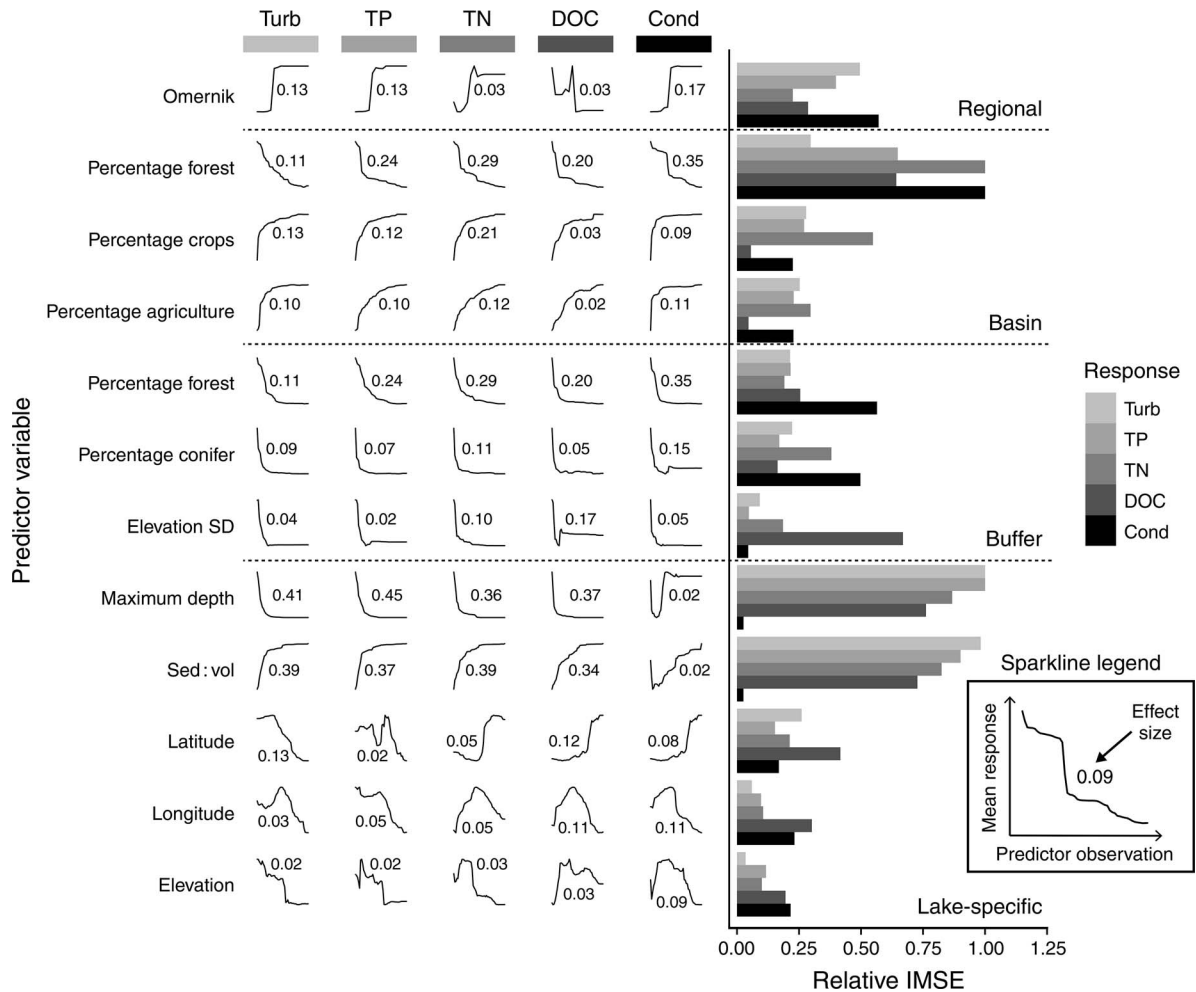 Turb TP TN DOC Cond
Omernik 0.13 0.13 0.03 0.03 0.17
Regional
Percentage forest 0.11 0.24 0.29 0.20 0.35
Percentage crops 0.13 0.12 0.21 0.03 0.09
Percentage agriculture 0.10 0.10 0.12 0.02 0.11
Basin
Percentage forest 0.11 0.24 0.29 0.20 0.35
Percentage conifer 0.09 0.07 0.11 0.05 0.15
Elevation SD 0.04 0.02 0.10 0.17 0.05
Buffer
Maximum depth 0.41 0.45 0.36 0.37 0.02
Sed:vol 0.39 0.37 0.39 0.34 0.02
Latitude 0.13 0.02 0.05 0.12 0.08
Longitude 0.03 0.05 0.05 0.11 0.11
Elevation 0.02 0.02 0.03 0.03 0.09
Lake-specific
Predictor variable
0.00 0.25 0.50 0.75 1.00 1.25
Relative IMSE
Response
Turb
TP
TN
DOC
Cond
Sparkline legend
Mean response
Effect
size
0.09
Predictor observation